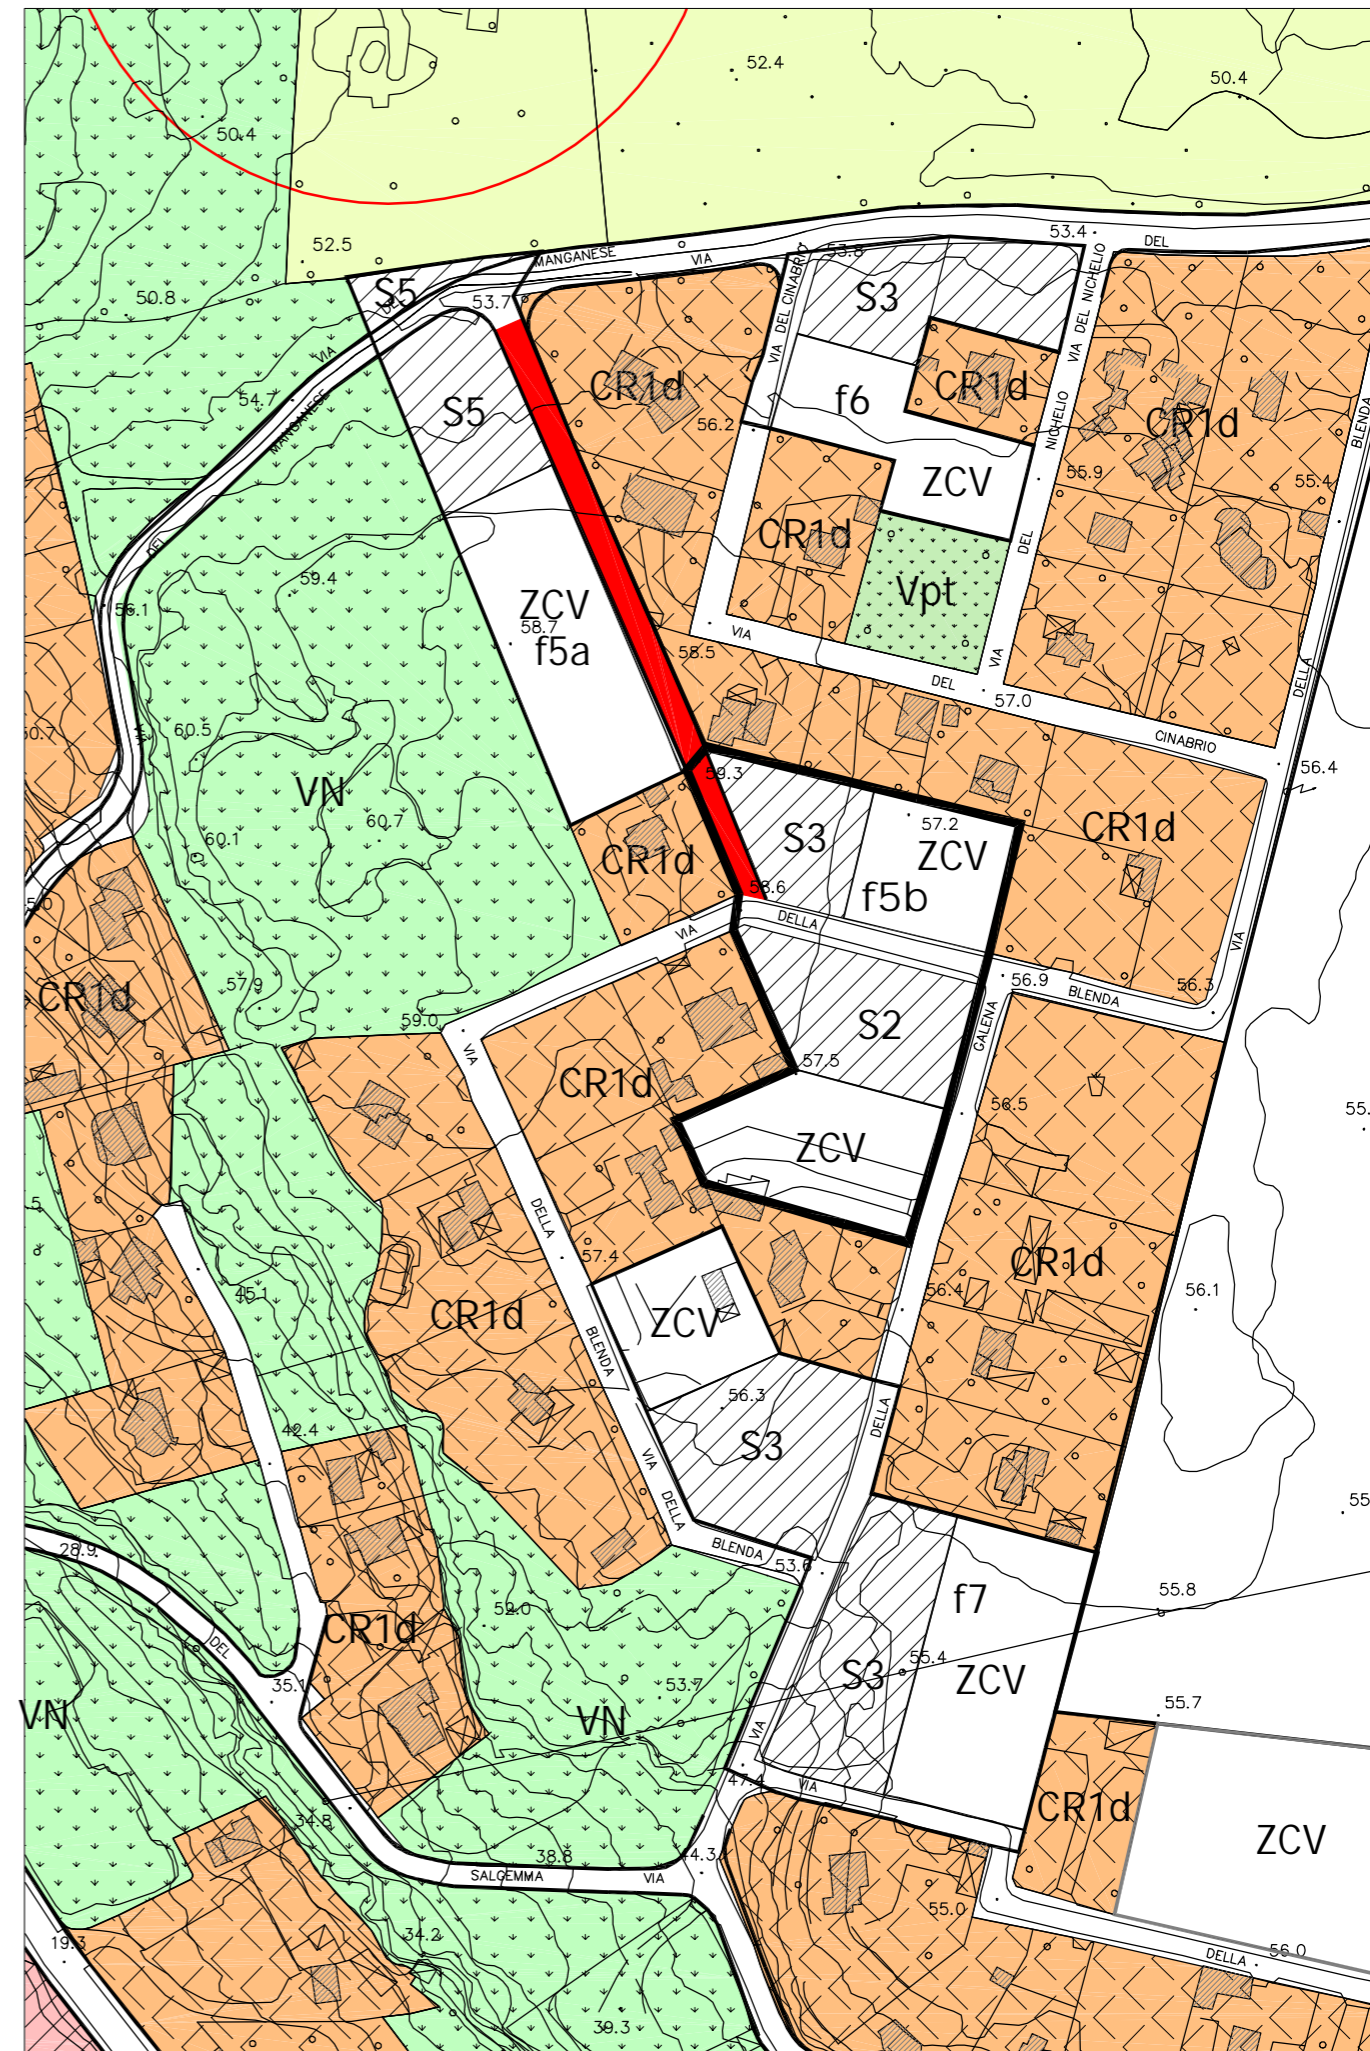 52.4
50.4
50.4
53.4
DEL
52.5
MANGANESE
VIA
53.8
VIA DEL CINABRIO
VIA DEL NICHELIO
S5
S3
50.8
53.7
DEL
VIA
CR1d
CR1d
f6
54.7
S5
56.2
CR1d
BLENDA
MANGANESE
NICHELIO
55.9
ZCV
55.4
CR1d
DEL
DEL
59.4
Vpt
56.1
ZCV
58.7
f5a
VIA
58.5
VIA
DEL
57.0
DELLA
60.5
CINABRIO
56.4
59.3
VN
60.7
S3
57.2
ZCV
CR1d
60.1
CR1d
58.6
f5b
DELLA
VIA
VIA
57.9
CR1d
56.9
BLENDA
56.3
59.0
VIA
S2
GALENA
57.5
CR1d
56.5
ZCV
DELLA
57.4
CR1d
45.1
56.4
56.1
CR1d
ZCV
BLENDA
56.3
DELLA
42.4
S3
VIA
DELLA
BLENDA
53.6
28.9
55.8
f7
52.0
CR1d
DEL
55.4
S3
ZCV
35.1
53.7
VN
VN
55.7
VIA
47.4
VIA
CR1d
34.8
ZCV
38.8
44.3
SALGEMMA
VIA
55.0
34.2
19.3
DELLA
56.0
39.3